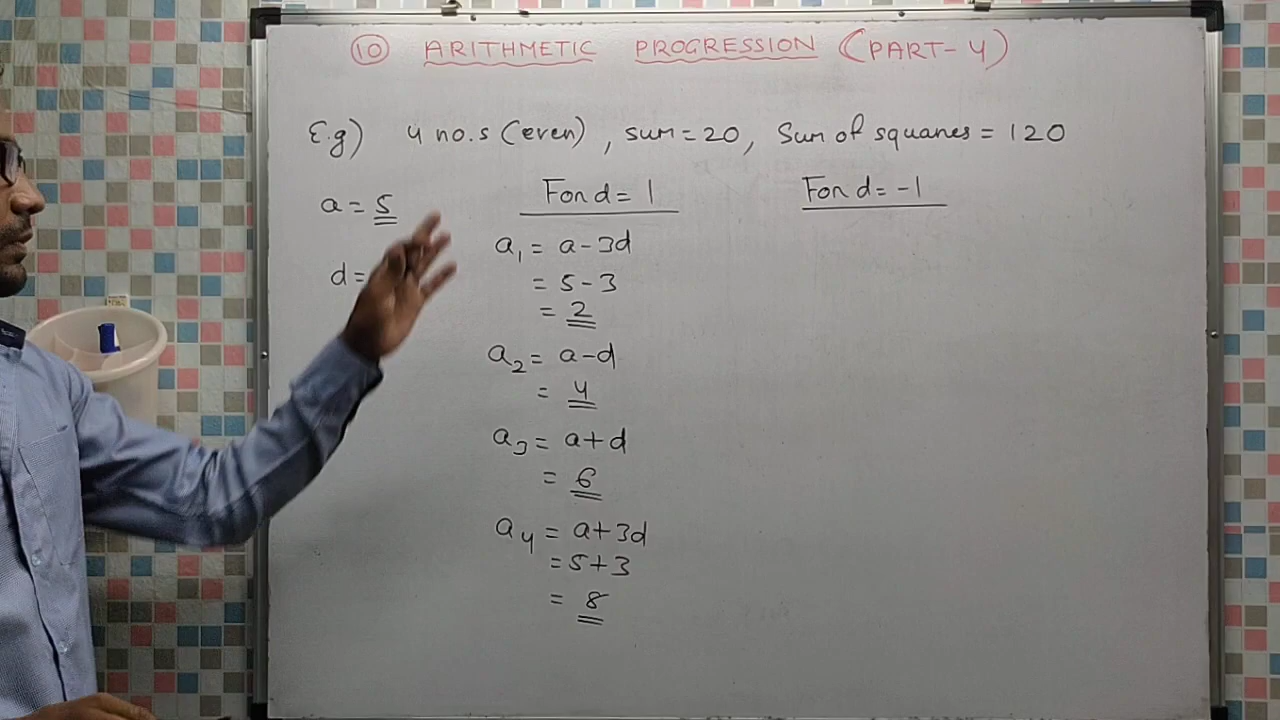 ⑩ ARITHMETIC PROGRESSION (PART-4)
E.g) 4 no.s (even), sum = 20, Sum of squares = 120
a = 5
d =
For d = 1
a₁ = a - 3d
= 5 - 3
= 2
a₂ = a - d
= 4
a₃ = a + d
= 6
a₄ = a + 3d
= 5 + 3
= 8
For d = -1